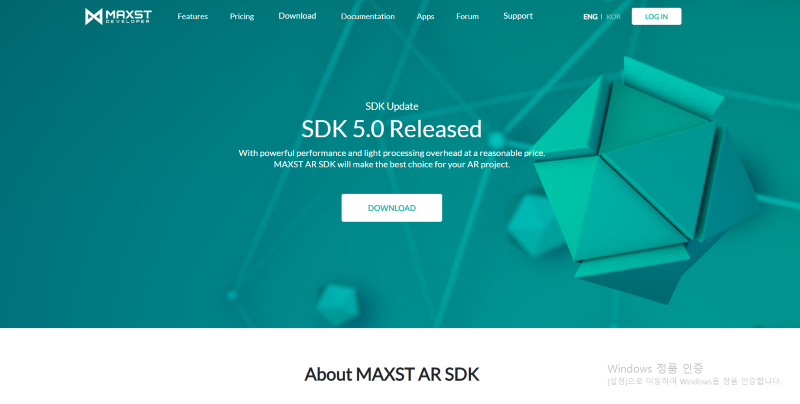 MAXST
DEVELOPER
Features Pricing Download Documentation Apps Forum Support ENG | KOR LOG IN
SDK Update
SDK 5.0 Released
With powerful performance and light processing overhead at a reasonable price.
MAXST AR SDK will make the best choice for your AR project.
DOWNLOAD
About MAXST AR SDK
Windows 정품 인증
[설정]으로 이동하여 Windows를 정품 인증합니다.